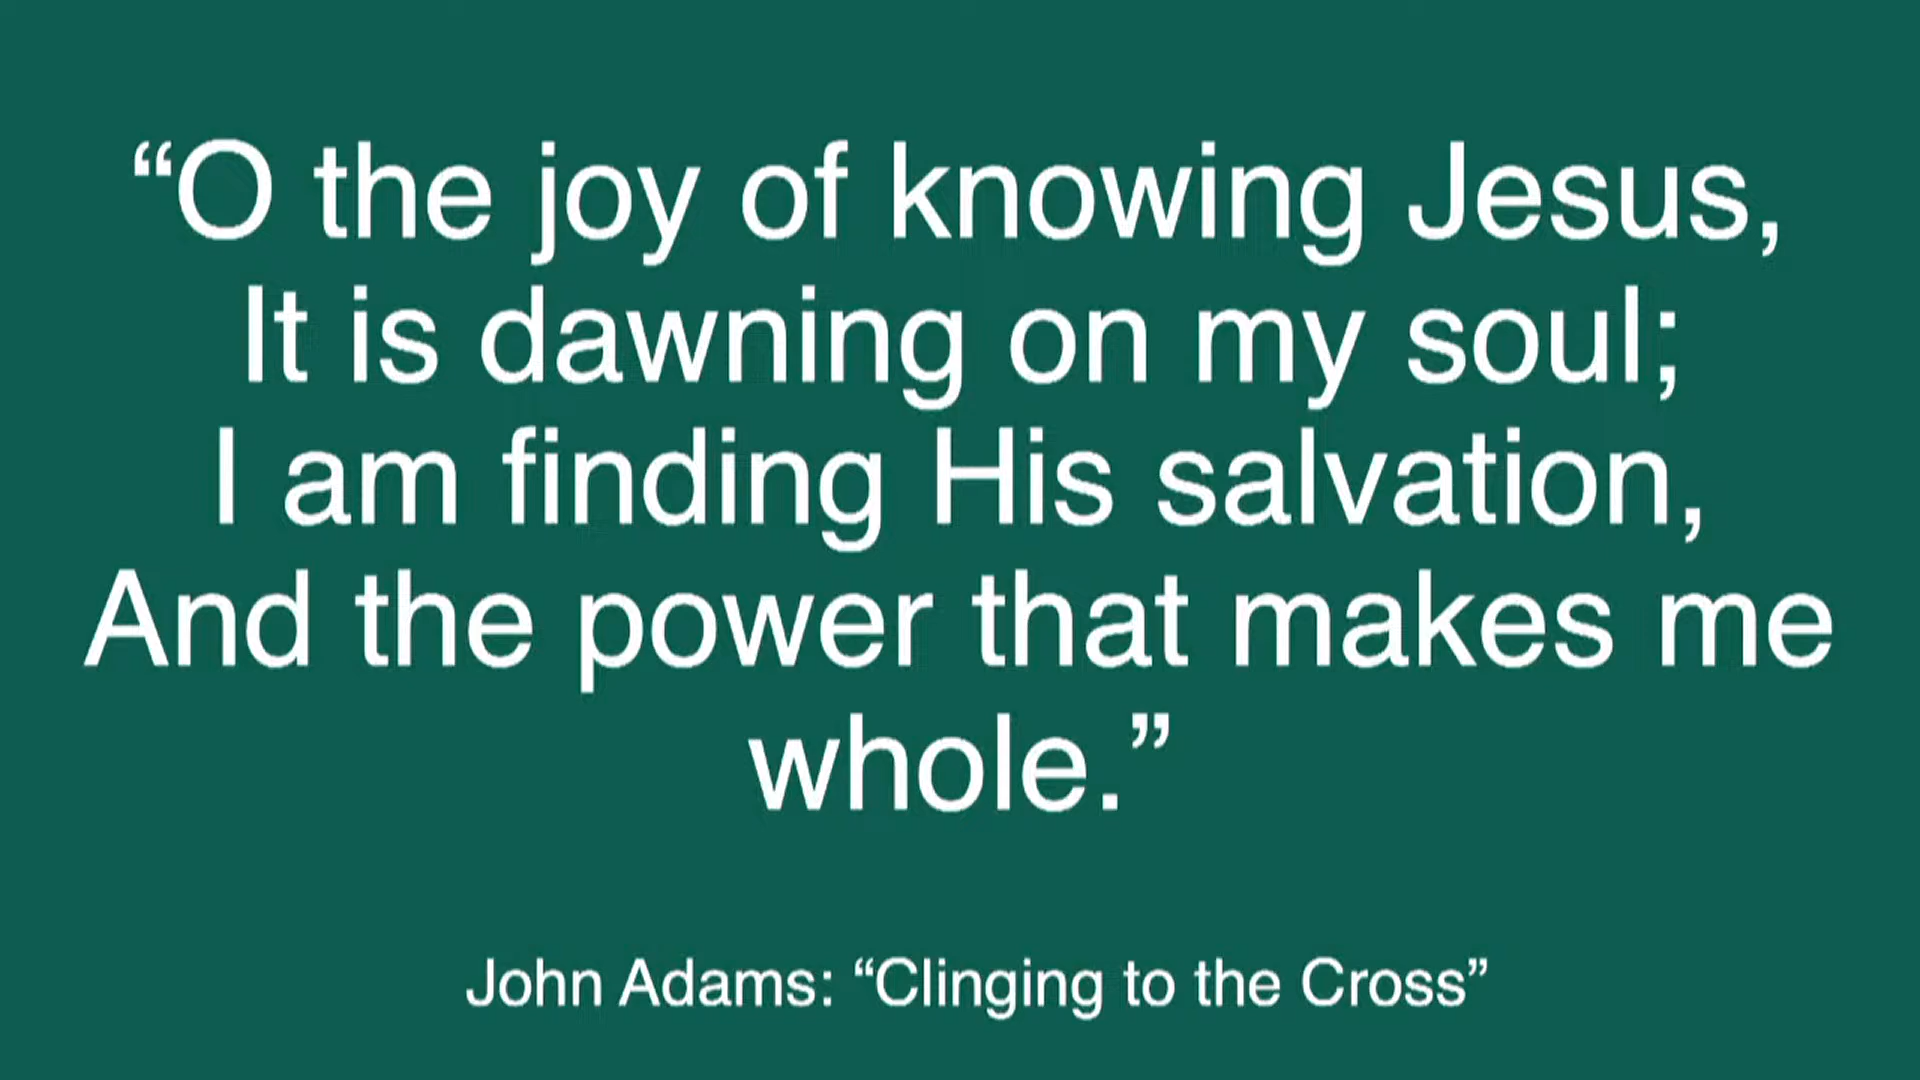 “O the joy of knowing Jesus,
It is dawning on my soul;
I am finding His salvation,
And the power that makes me
whole.”
John Adams: “Clinging to the Cross”